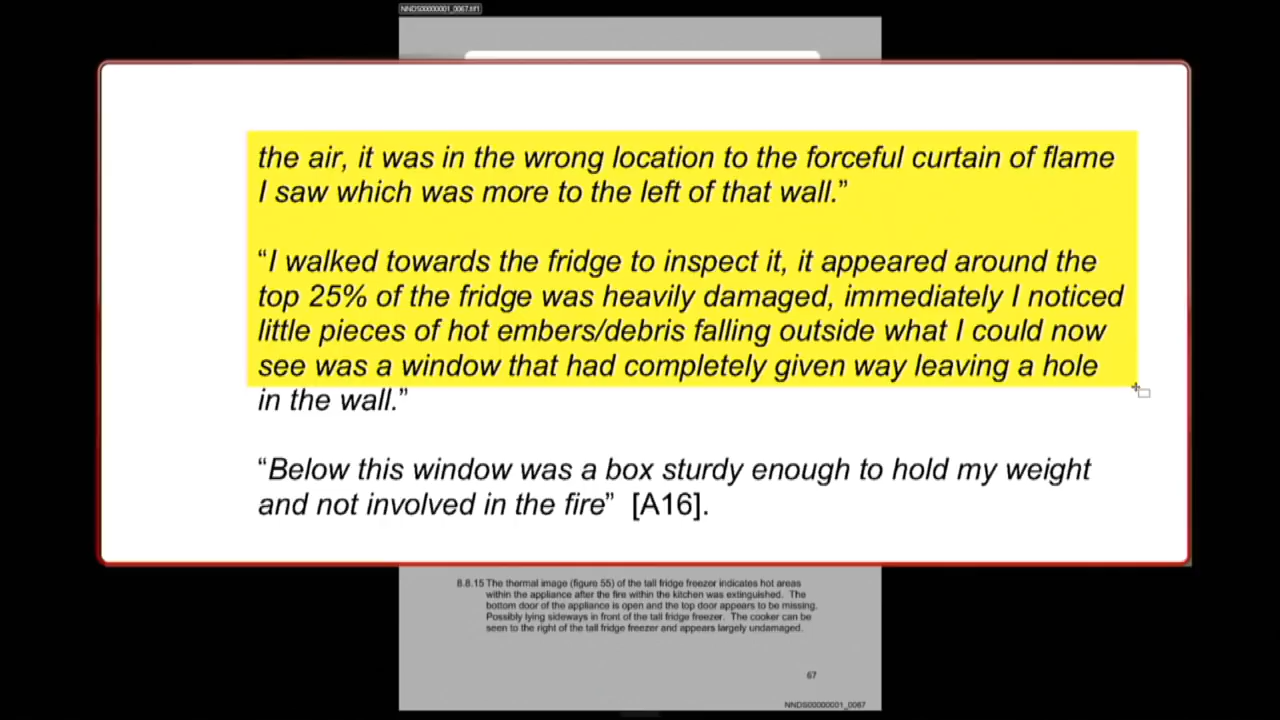 NNDS00000001_0067.tif1
the air, it was in the wrong location to the forceful curtain of flame
I saw which was more to the left of that wall.”
“I walked towards the fridge to inspect it, it appeared around the
top 25% of the fridge was heavily damaged, immediately I noticed
little pieces of hot embers/debris falling outside what I could now
see was a window that had completely given way leaving a hole
in the wall.”
“Below this window was a box sturdy enough to hold my weight
and not involved in the fire” [A16].
8.8.15 The thermal image (figure 55) of the tall fridge freezer indicates hot areas
within the appliance after the fire within the kitchen was extinguished. The
bottom door of the appliance is open and the top door appears to be missing.
Possibly lying sideways in front of the tall fridge freezer. The cooker can be
seen to the right of the tall fridge freezer and appears largely undamaged.
67
NNDS00000001_0067